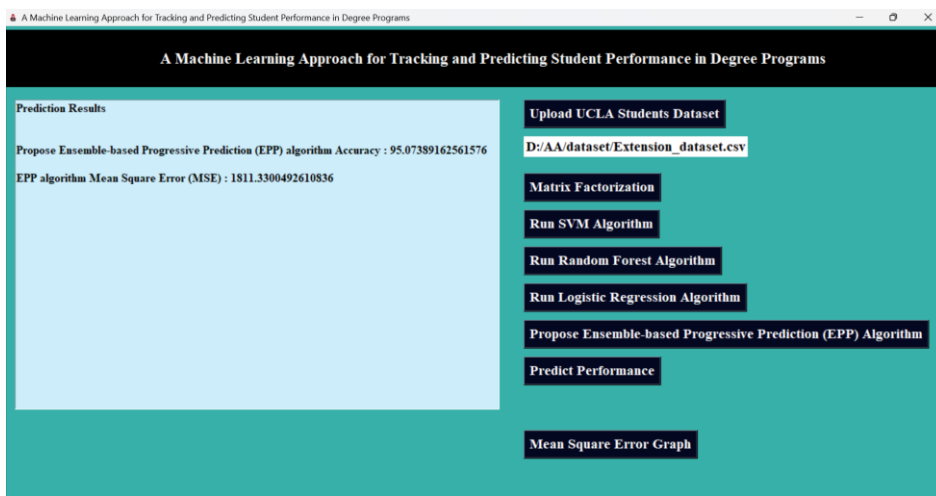 A Machine Learning Approach for Tracking and Predicting Student Performance in Degree Programs
A Machine Learning Approach for Tracking and Predicting Student Performance in Degree Programs
Prediction Results
Propose Ensemble-based Progressive Prediction (EPP) algorithm Accuracy : 95.07389162561576
EPP algorithm Mean Square Error (MSE) : 1811.3300492610836
Upload UCLA Students Dataset
D:/AA/dataset/Extension_dataset.csv
Matrix Factorization
Run SVM Algorithm
Run Random Forest Algorithm
Run Logistic Regression Algorithm
Propose Ensemble-based Progressive Prediction (EPP) Algorithm
Predict Performance
Mean Square Error Graph